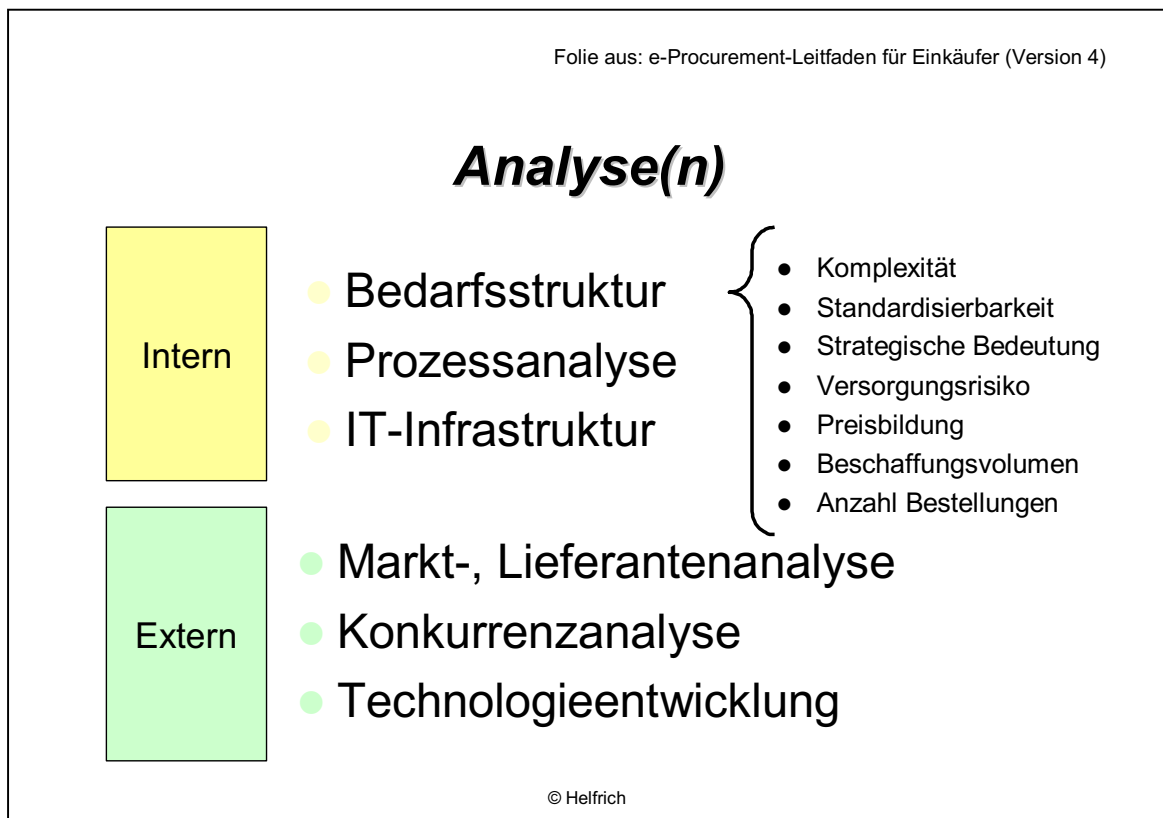 Folie aus: e-Procurement-Leitfaden für Einkäufer (Version 4)
Analyse(n)
Intern
● Bedarfsstruktur
● Prozessanalyse
● IT-Infrastruktur
● Komplexität
● Standardisierbarkeit
● Strategische Bedeutung
● Versorgungsrisiko
● Preisbildung
● Beschaffungsvolumen
● Anzahl Bestellungen
Extern
● Markt-, Lieferantenanalyse
● Konkurrenzanalyse
● Technologieentwicklung
© Helfrich